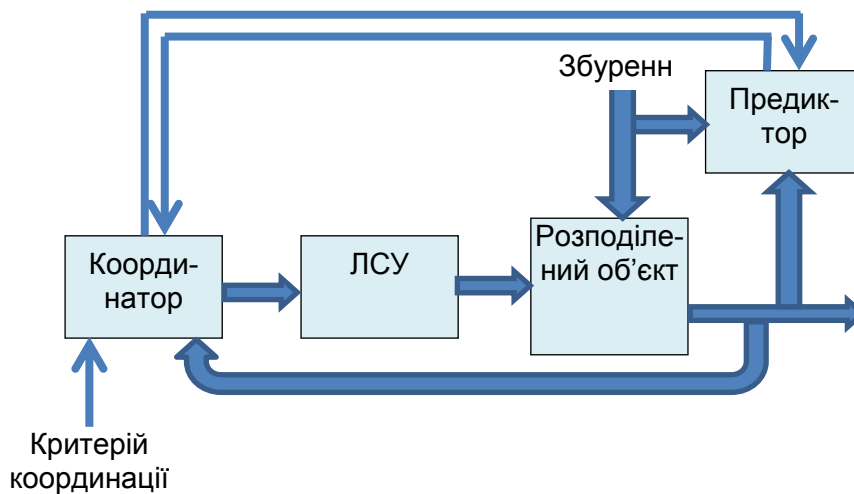 Збуренн
Предик-
тор
Коорди-
натор
ЛСУ
Розподіле-
ний об’єкт
Критерій
координації